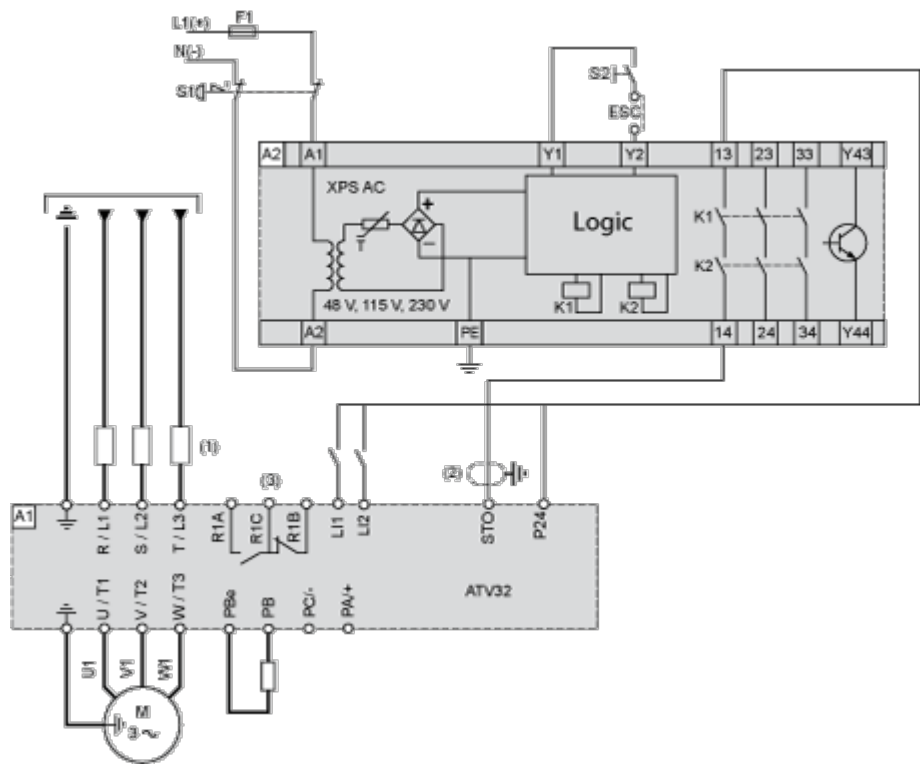 L1(+) F1
N(-)
S1
S2
ESC
A2 A1 Y1 Y2 13 23 33 Y43
XPS AC
T
+
−
Logic
K1
K2
K1 K2
48 V, 115 V, 230 V
A2 PE 14 24 34 Y44
(1)
(2)
(3)
A1
R / L1
S / L2
T / L3
R1A
R1C
R1B
LI1
LI2
STO
P24
ATV32
U / T1
V / T2
W / T3
PBe
PB
PC/-
PA/+
U1
V1
W1
M
3 ~